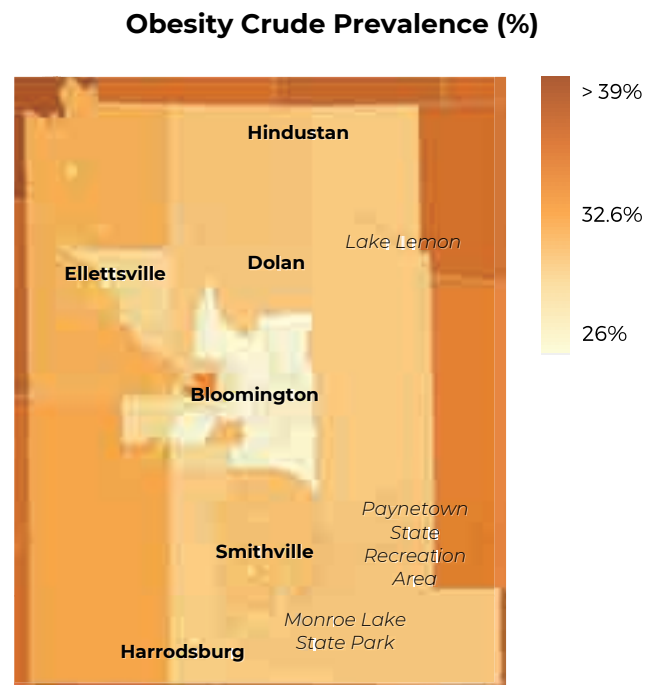 Obesity Crude Prevalence (%)
> 39%
Hindustan
32.6%
Lake Lemon
Dolan
Ellettsville
26%
Bloomington
Paynetown
State
Recreation
Area
Smithville
Monroe Lake
State Park
Harrodsburg